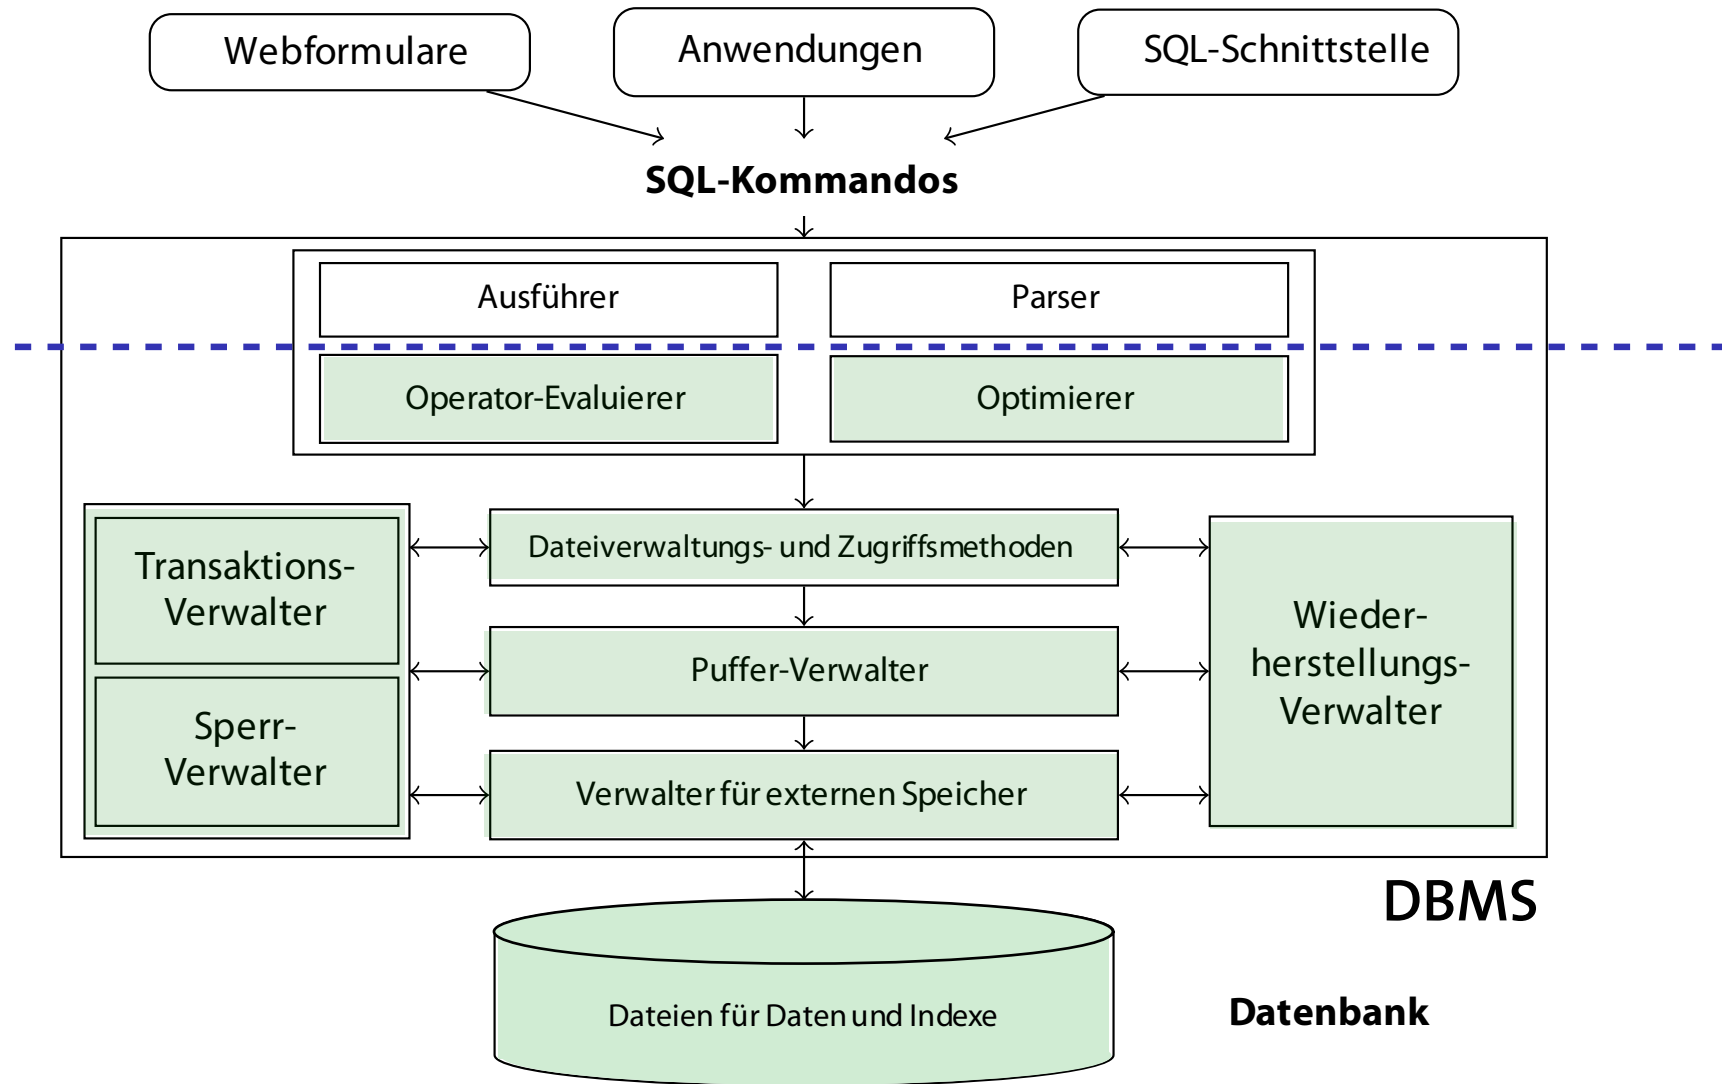 Webformulare
Anwendungen
SQL-Schnittstelle
SQL-Kommandos
Ausführer
Parser
Operator-Evaluierer
Optimierer
Transaktions-
Verwalter
Sperr-
Verwalter
Dateiverwaltungs- und Zugriffsmethoden
Puffer-Verwalter
Verwalter für externen Speicher
Wieder-
herstellungs-
Verwalter
DBMS
Dateien für Daten und Indexe
Datenbank